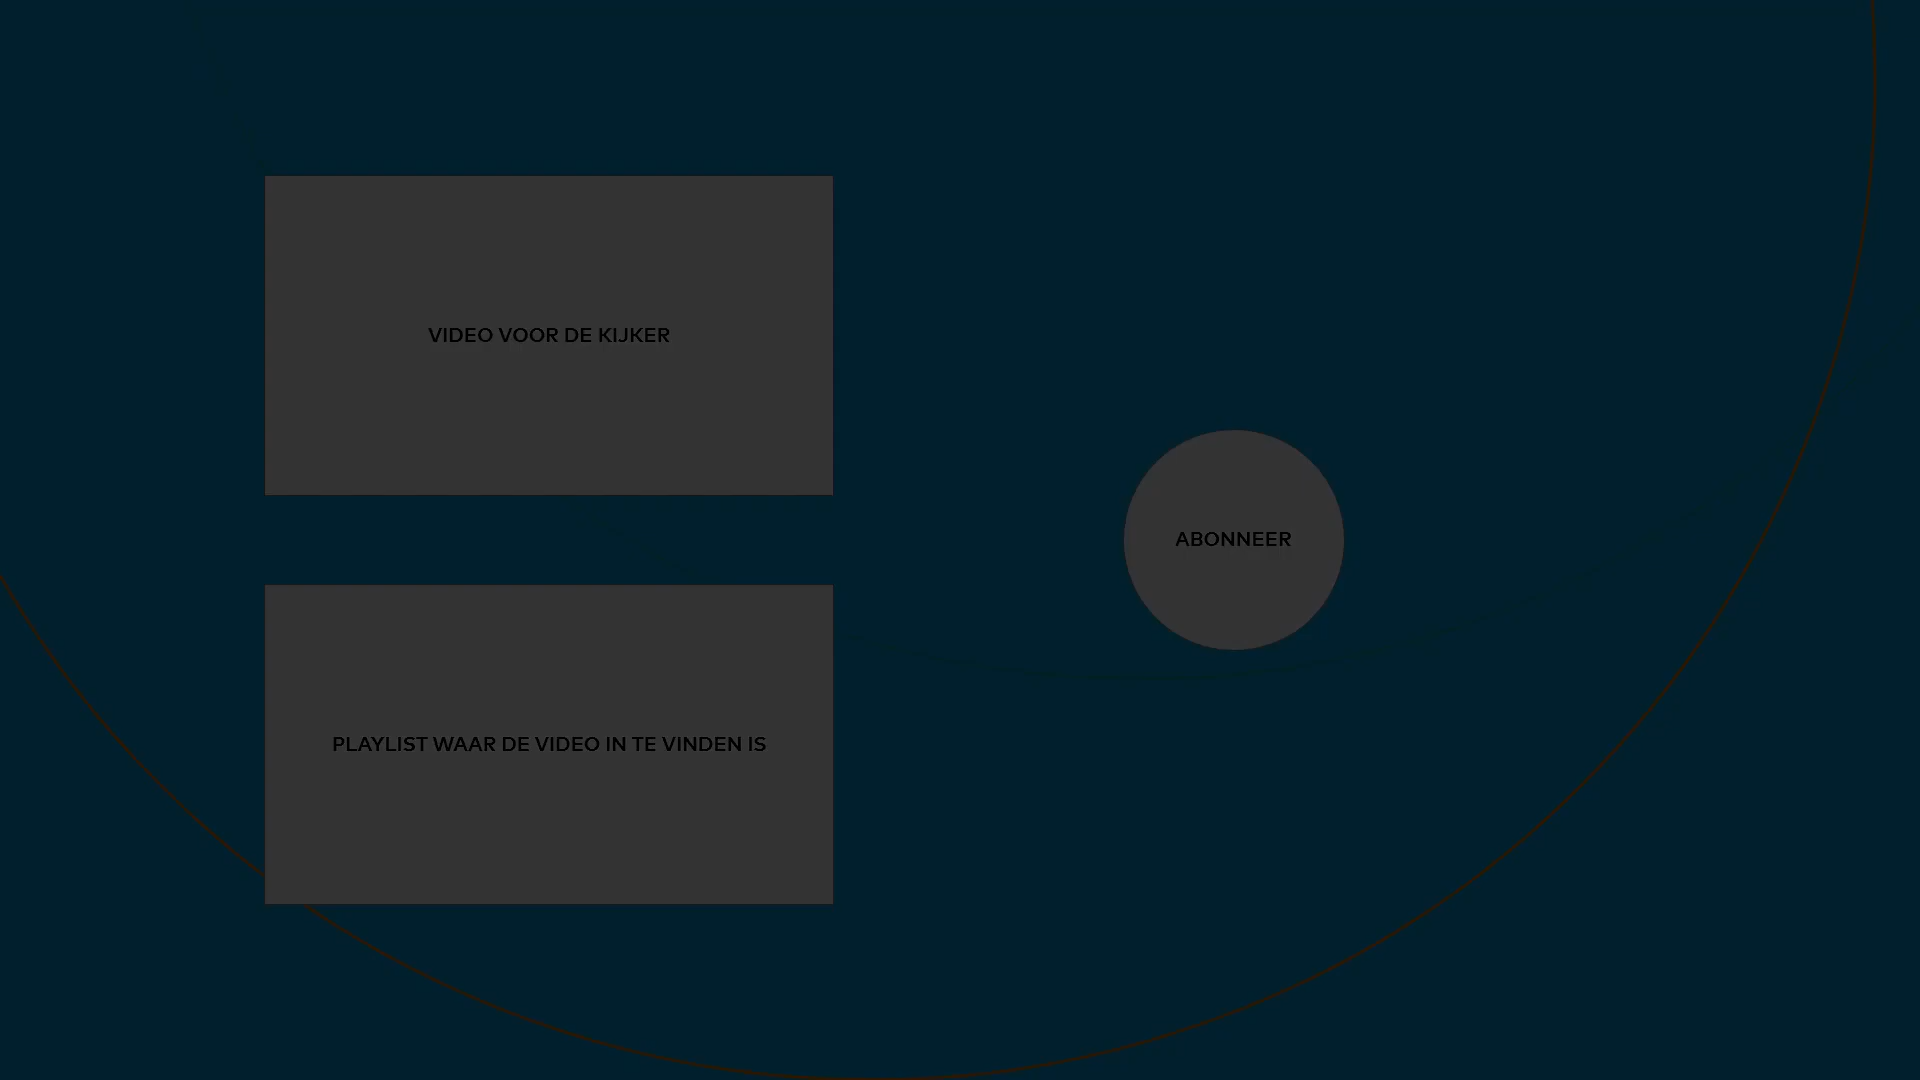 VIDEO VOOR DE KIJKER
ABONNEER
PLAYLIST WAAR DE VIDEO IN TE VINDEN IS